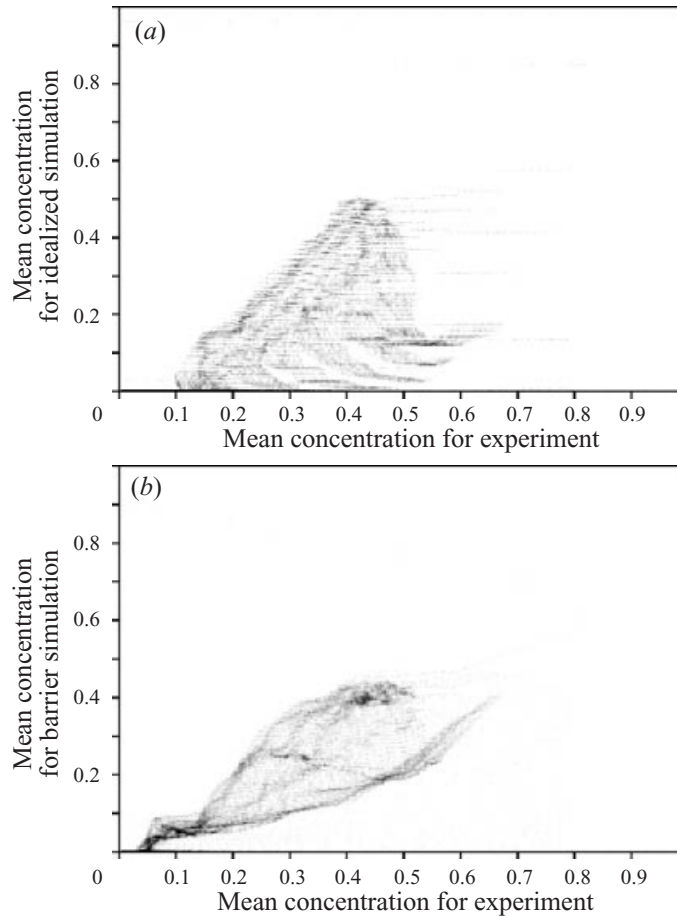 (a)
Mean concentration
for idealized simulation
0.8
0.6
0.4
0.2
0 0.1 0.2 0.3 0.4 0.5 0.6 0.7 0.8 0.9
Mean concentration for experiment
(b)
Mean concentration
for barrier simulation
0.8
0.6
0.4
0.2
0 0.1 0.2 0.3 0.4 0.5 0.6 0.7 0.8 0.9
Mean concentration for experiment